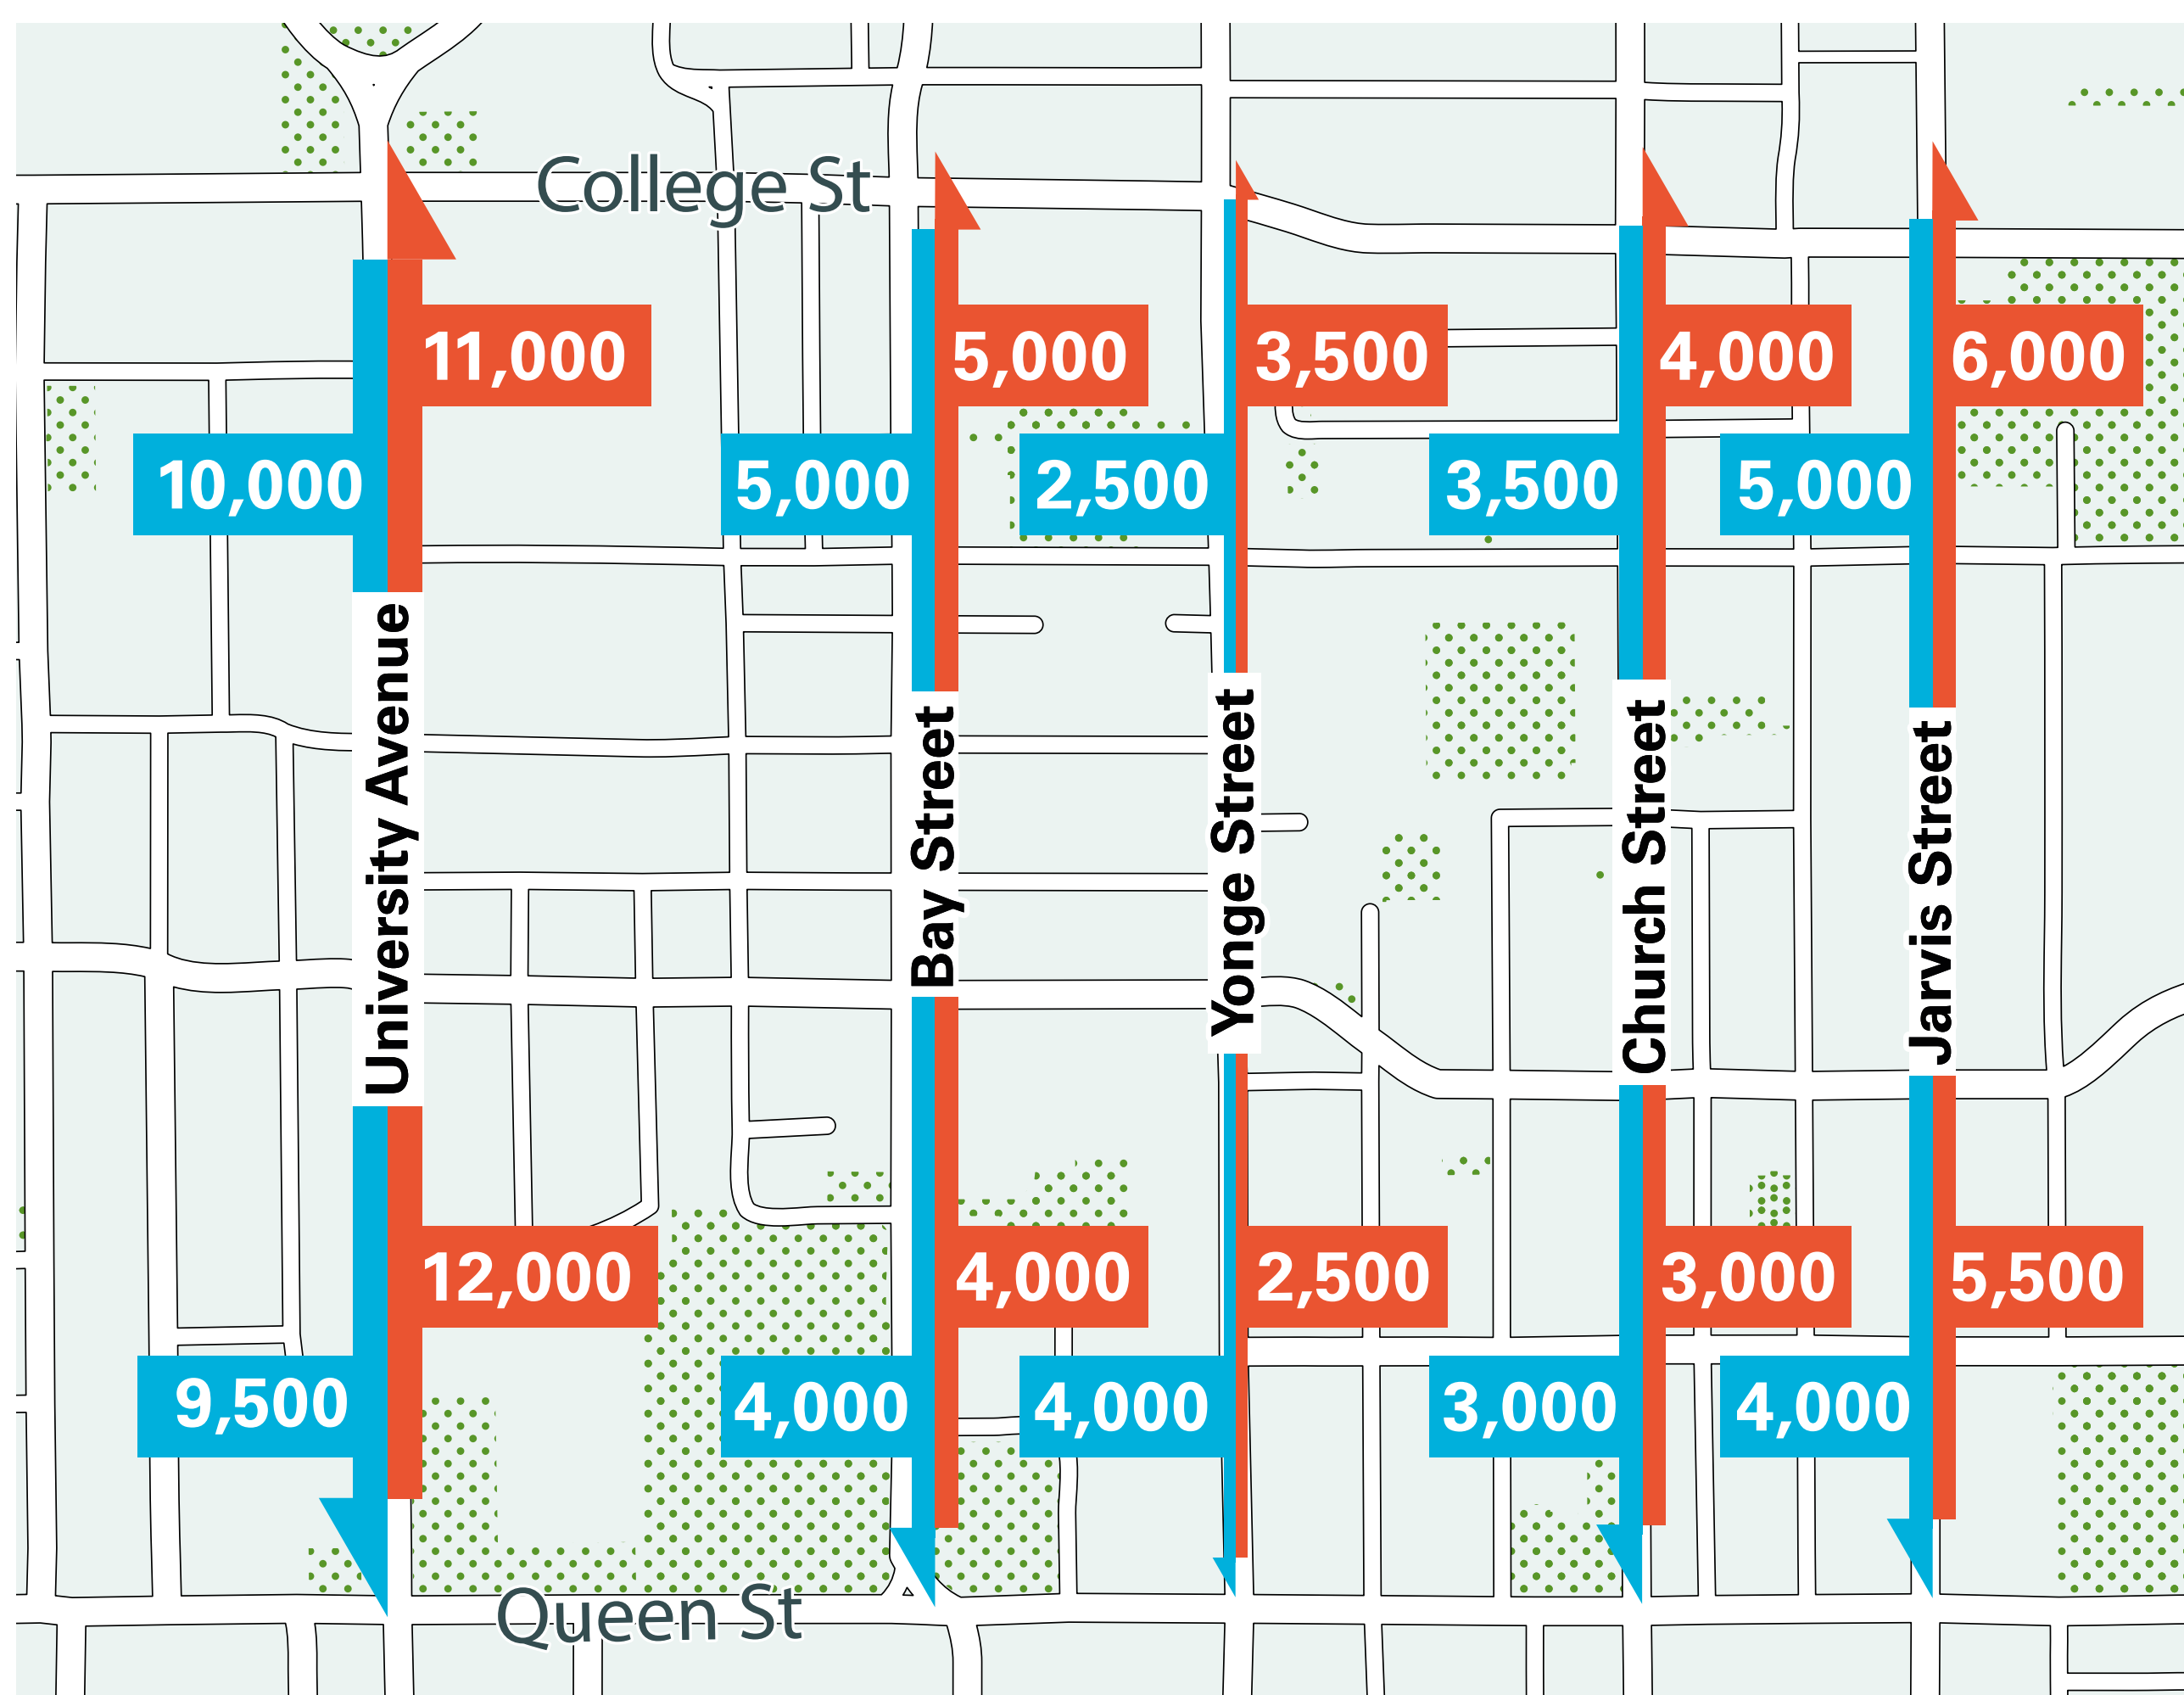 College St
11,000
5,000
3,500
4,000
6,000
10,000
5,000
2,500
3,500
5,000
University Avenue
Bay Street
Yonge Street
Church Street
Jarvis Street
12,000
4,000
2,500
3,000
5,500
9,500
4,000
4,000
3,000
4,000
Queen St